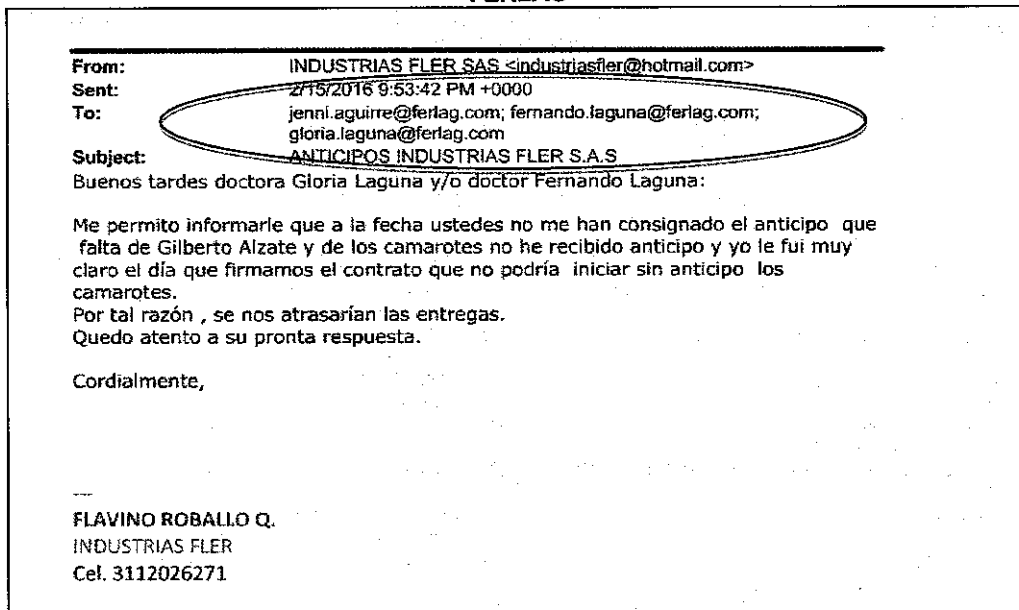 From: INDUSTRIAS FLER SAS <industriasfler@hotmail.com>
Sent: 2/15/2016 9:53:42 PM +0000
To: jenni.aguirre@ferlag.com; fernando.laguna@ferlag.com;
gloria.laguna@ferlag.com
Subject: ANTICIPOS INDUSTRIAS FLER S.A.S
Buenos tardes doctora Gloria Laguna y/o doctor Fernando Laguna:
Me permito informarle que a la fecha ustedes no me han consignado el anticipo que
falta de Gilberto Alzate y de los camarotes no he recibido anticipo y yo le fui muy
claro el día que firmamos el contrato que no podría iniciar sin anticipo los
camarotes.
Por tal razón , se nos atrasarían las entregas.
Quedo atento a su pronta respuesta.
Cordialmente,
---
FLAVINO ROBALLO Q.
INDUSTRIAS FLER
Cel. 3112026271